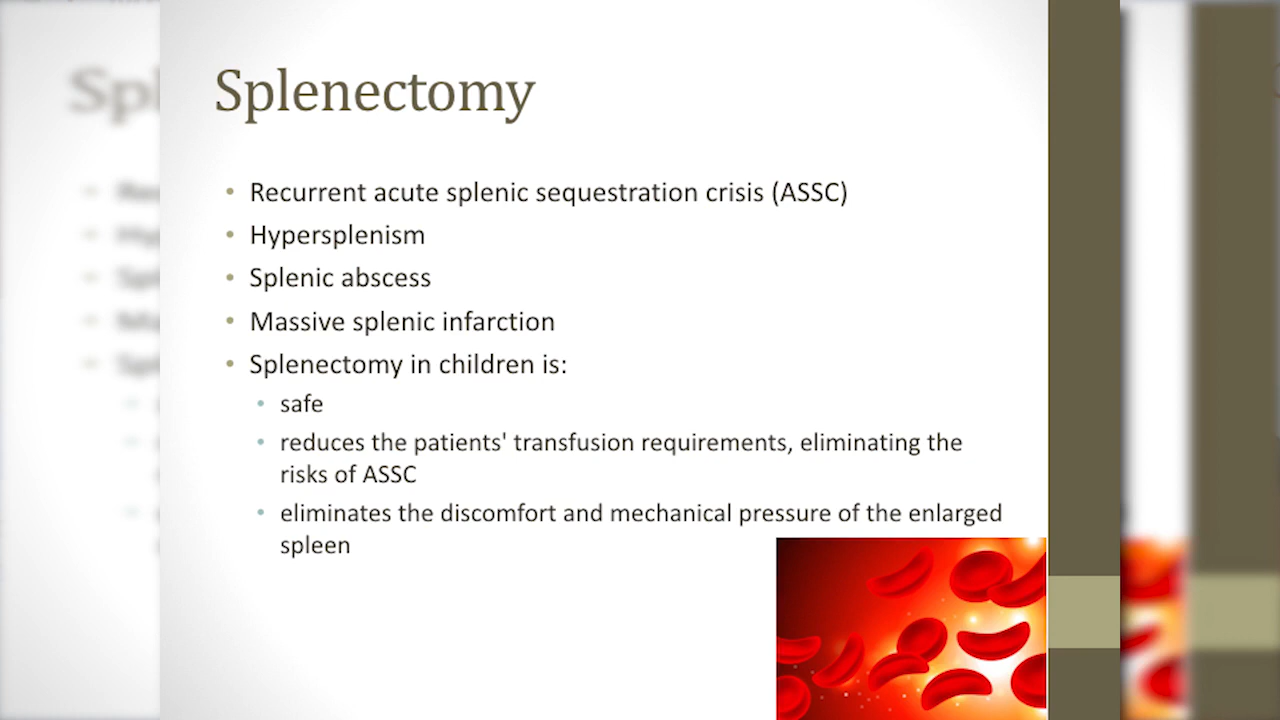 Splenectomy
• Recurrent acute splenic sequestration crisis (ASSC)
• Hypersplenism
• Splenic abscess
• Massive splenic infarction
• Splenectomy in children is:
• safe
• reduces the patients' transfusion requirements, eliminating the
risks of ASSC
• eliminates the discomfort and mechanical pressure of the enlarged
spleen